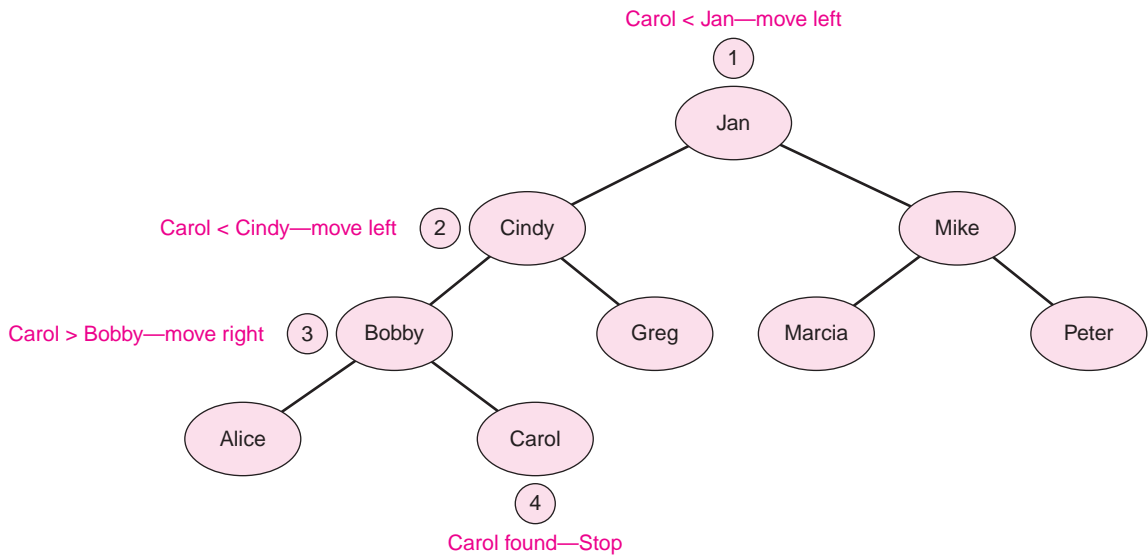 Carol < Jan—move left
1
Jan
Carol < Cindy—move left
2
Cindy
Mike
Carol > Bobby—move right
3
Bobby
Greg
Marcia
Peter
Alice
Carol
4
Carol found—Stop